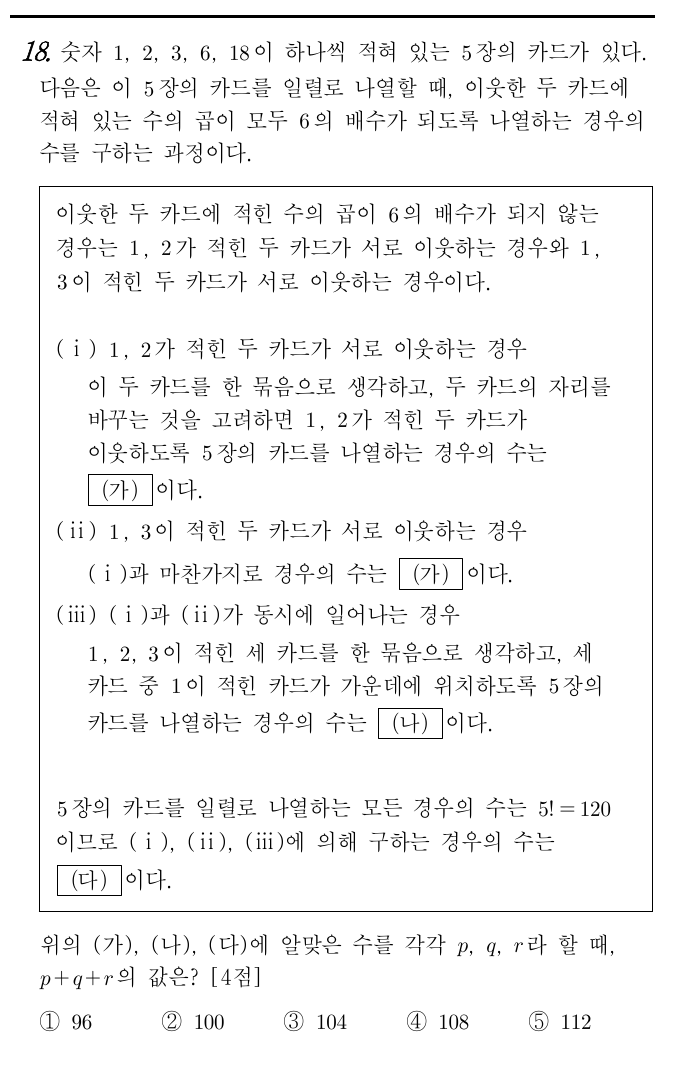 18. 숫자 1, 2, 3, 6, 18이 하나씩 적혀 있는 5장의 카드가 있다.
다음은 이 5장의 카드를 일렬로 나열할 때, 이웃한 두 카드에
적혀 있는 수의 곱이 모두 6의 배수가 되도록 나열하는 경우의
수를 구하는 과정이다.
이웃한 두 카드에 적힌 수의 곱이 6의 배수가 되지 않는
경우는 1, 2가 적힌 두 카드가 서로 이웃하는 경우와 1,
3이 적힌 두 카드가 서로 이웃하는 경우이다.
(ⅰ) 1, 2가 적힌 두 카드가 서로 이웃하는 경우
이 두 카드를 한 묶음으로 생각하고, 두 카드의 자리를
바꾸는 것을 고려하면 1, 2가 적힌 두 카드가
이웃하도록 5장의 카드를 나열하는 경우의 수는
(가) 이다.
(ⅱ) 1, 3이 적힌 두 카드가 서로 이웃하는 경우
(ⅰ)과 마찬가지로 경우의 수는 (가) 이다.
(ⅲ) (ⅰ)과 (ⅱ)가 동시에 일어나는 경우
1, 2, 3이 적힌 세 카드를 한 묶음으로 생각하고, 세
카드 중 1이 적힌 카드가 가운데에 위치하도록 5장의
카드를 나열하는 경우의 수는 (나) 이다.
5장의 카드를 일렬로 나열하는 모든 경우의 수는 5!=120
이므로 (ⅰ), (ⅱ), (ⅲ)에 의해 구하는 경우의 수는
(다) 이다.
위의 (가), (나), (다)에 알맞은 수를 각각 p, q, r라 할 때,
p+q+r의 값은? [4점]
① 96 ② 100 ③ 104 ④ 108 ⑤ 112